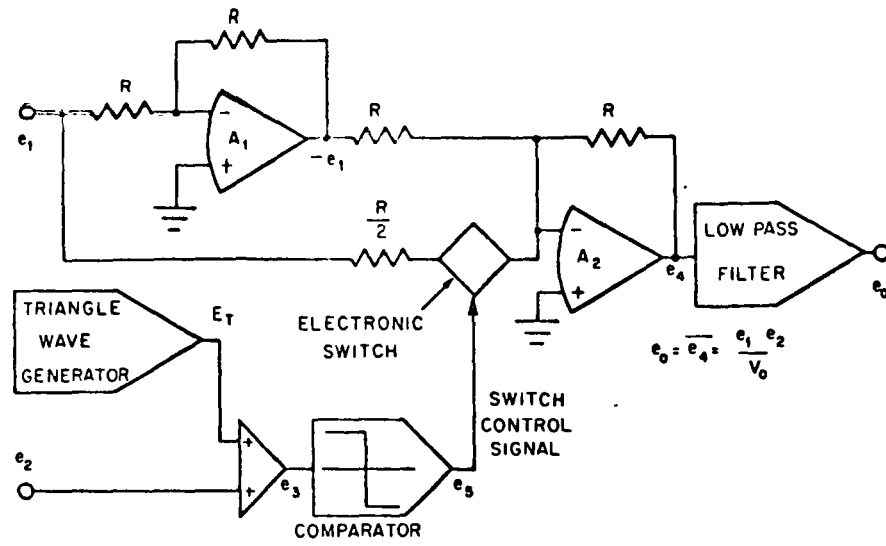 R
R
e1
-
A1
+
-e1
R
R
R/2
-
A2
+
e4
LOW PASS
FILTER
e0
ELECTRONIC
SWITCH
e0 = e4 = e1 e2 / V0
TRIANGLE
WAVE
GENERATOR
ET
SWITCH
CONTROL
SIGNAL
e2
+
+
e3
e5
COMPARATOR